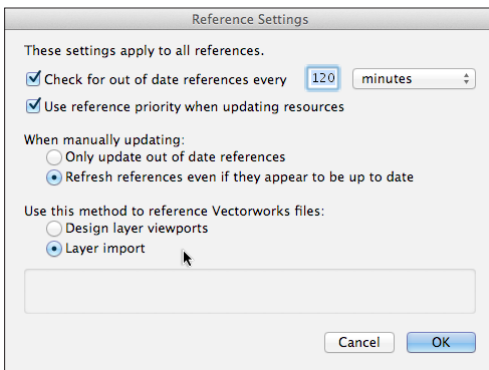 Reference Settings
These settings apply to all references.
Check for out of date references every 120 minutes
Use reference priority when updating resources
When manually updating:
Only update out of date references
Refresh references even if they appear to be up to date
Use this method to reference Vectorworks files:
Design layer viewports
Layer import
Cancel OK